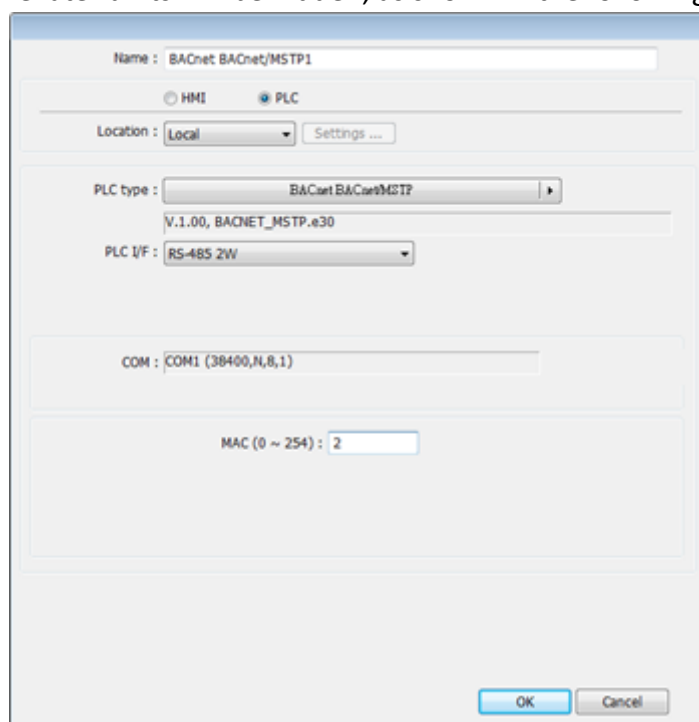 Name : BACnet BACnet/MSTP1
HMI PLC
Location : Local Settings ...
PLC type : BACnet BACnet/MSTP
V.1.00, BACNET_MSTP.e30
PLC I/F : RS-485 2W
COM : COM1 (38400,N,8,1)
MAC (0 ~ 254) : 2
OK Cancel